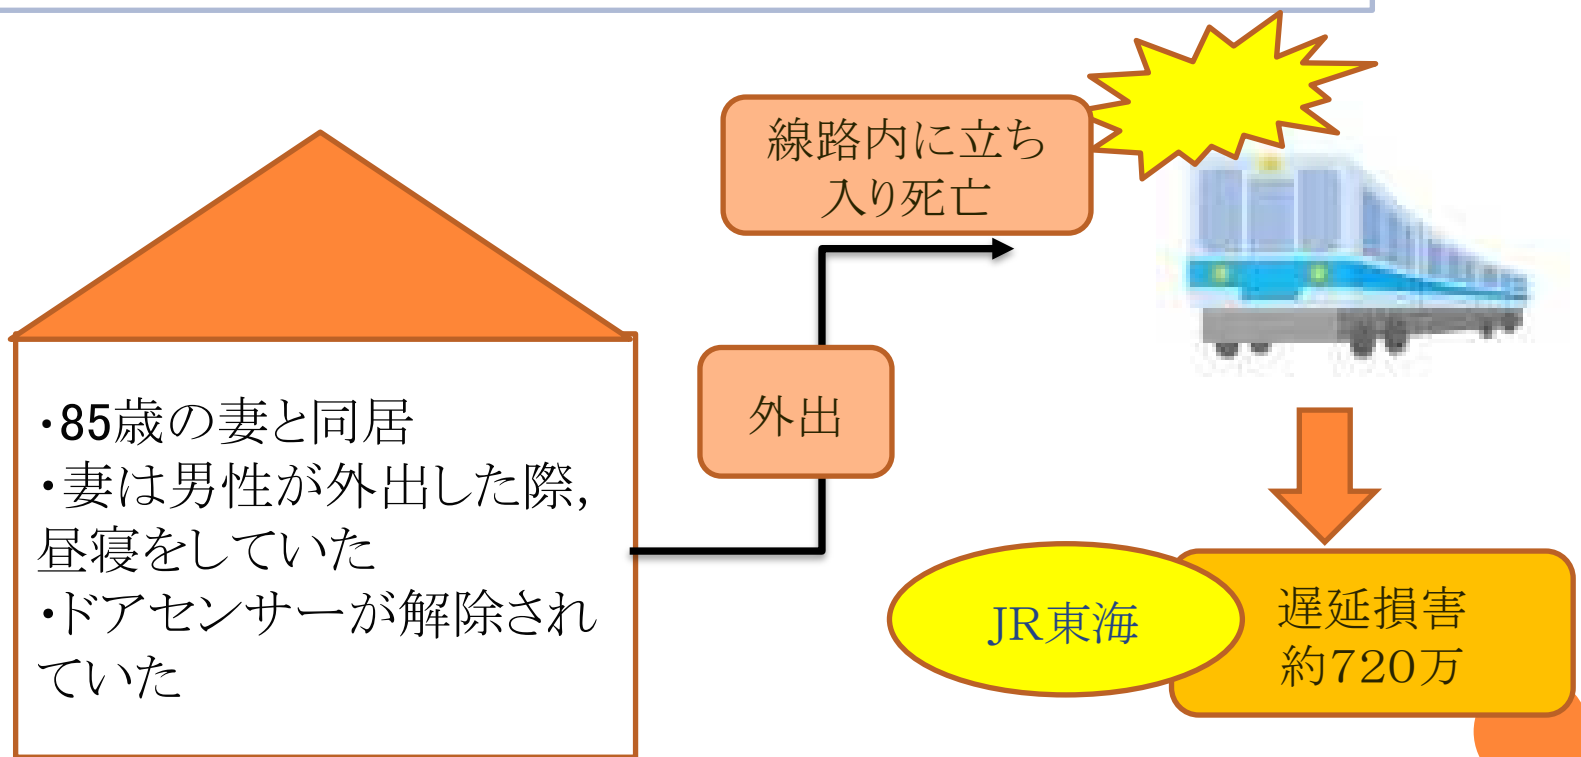 線路内に立ち
入り死亡
外出
・85歳の妻と同居
・妻は男性が外出した際,
昼寝をしていた
・ドアセンサーが解除され
ていた
JR東海
遅延損害
約720万